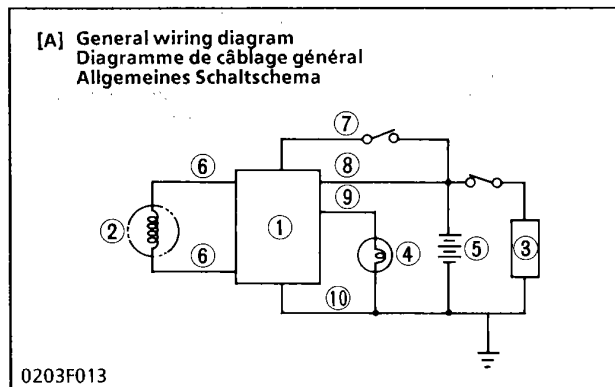 [A] General wiring diagram
Diagramme de câblage général
Allgemeines Schaltschema
⑦
⑥ ⑧
⑨
② ① ④ ⑤ ③
⑥
⑩
0203F013